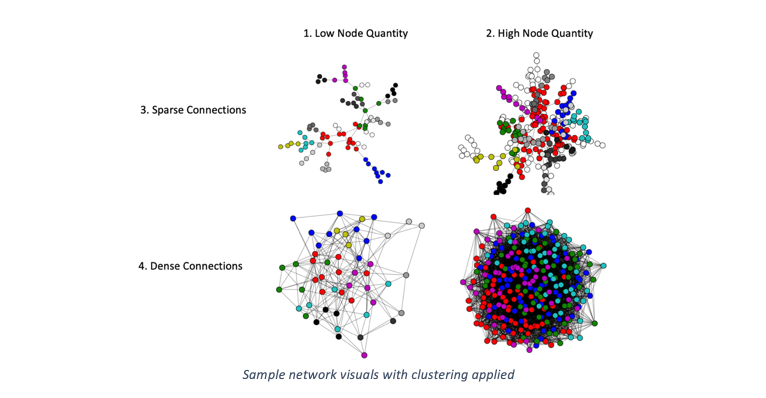 1. Low Node Quantity
2. High Node Quantity
3. Sparse Connections
4. Dense Connections
Sample network visuals with clustering applied